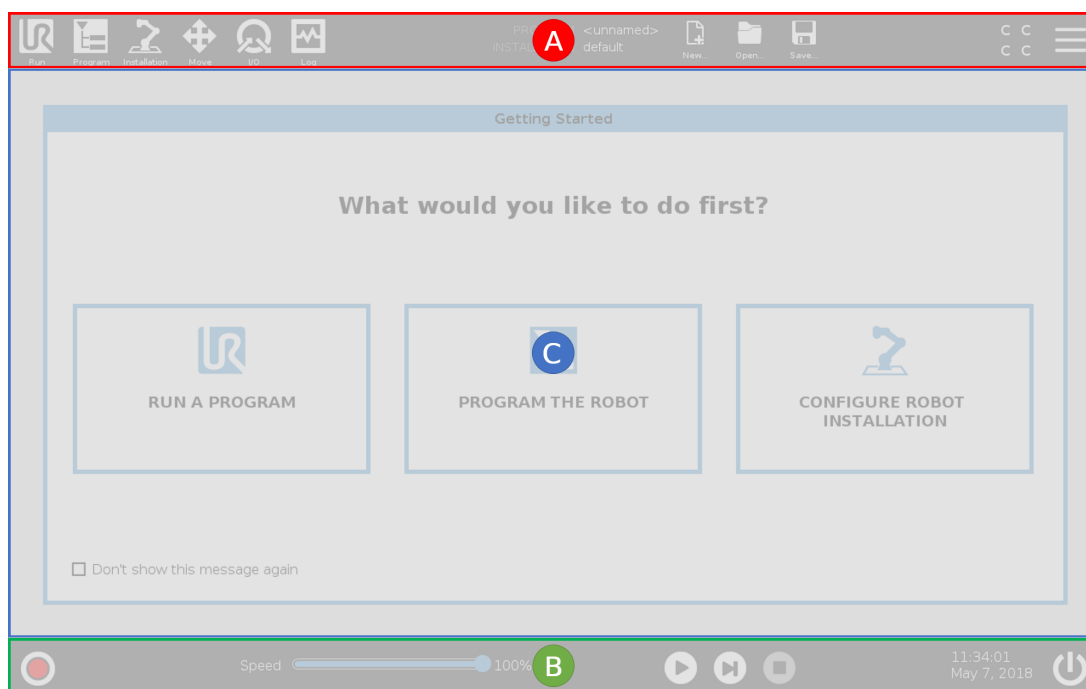 Run Program Installation Move I/O Log
PR <unnamed>
INSTAL default
New... Open... Save...
C C
C C
A
Getting Started
What would you like to do first?
C
RUN A PROGRAM
PROGRAM THE ROBOT
CONFIGURE ROBOT
INSTALLATION
Don't show this message again
Speed 100%
B
11:34:01
May 7, 2018